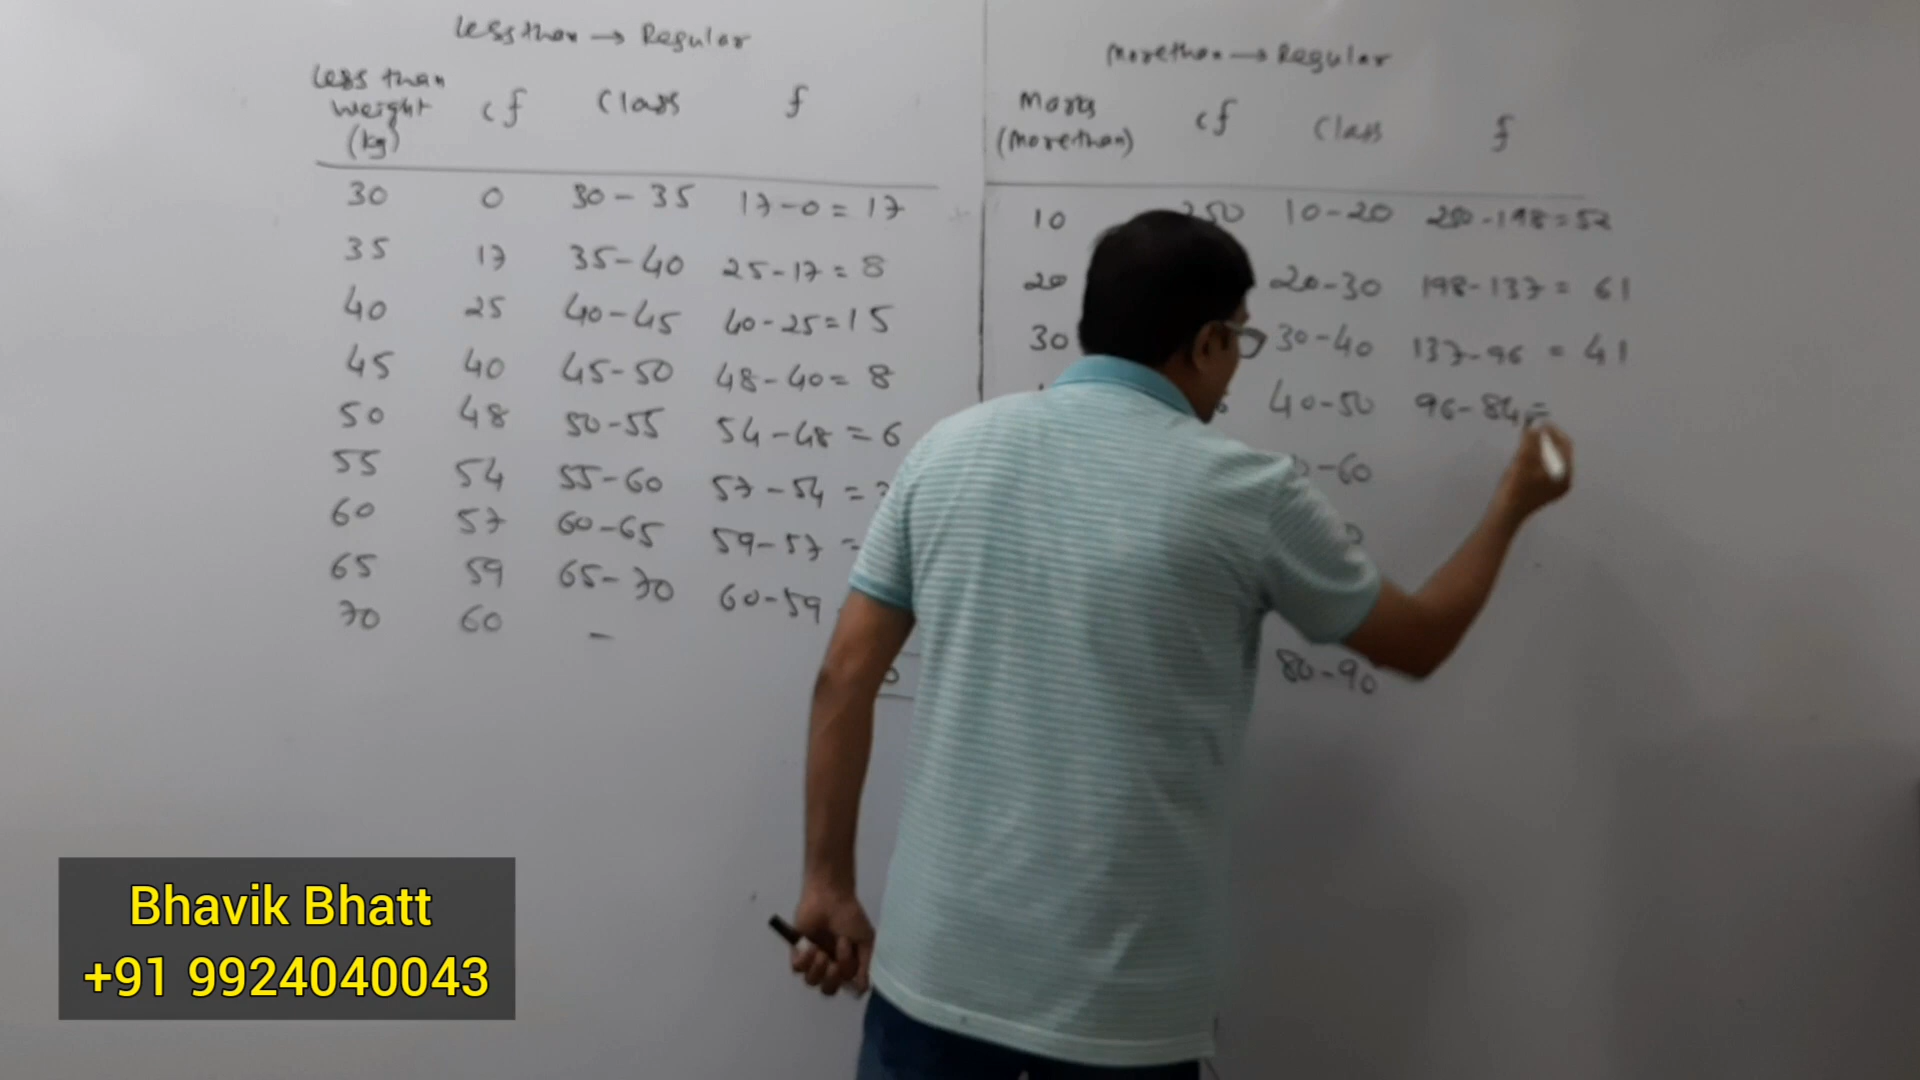 Less than → Regular
Less than Weight (kg) cf Class f
30 0 30 - 35 17 - 0 = 17
35 17 35 - 40 25 - 17 = 8
40 25 40 - 45 40 - 25 = 15
45 40 45 - 50 48 - 40 = 8
50 48 50 - 55 54 - 48 = 6
55 54 55 - 60 57 - 54 =
60 57 60 - 65 59 - 57 =
65 59 65 - 70 60 - 59
70 60 -
More than → Regular
Marks (More than) cf Class f
10 250 10 - 20 250 - 198 = 52
20 20 - 30 198 - 137 = 61
30 30 - 40 137 - 96 = 41
40 - 50 96 - 84 =
- 60
80 - 90
Bhavik Bhatt
+91 9924040043